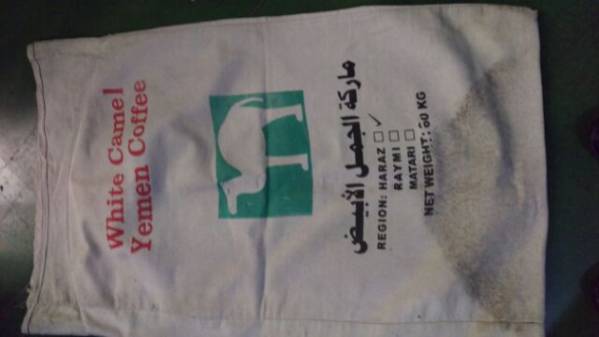 White Camel
Yemen Coffee
ماركة الجمل الأبيض
REGION: HARAZ ☐ ✓
RAYMI ☐
MATARI ☐
NET WEIGHT: 60 KG